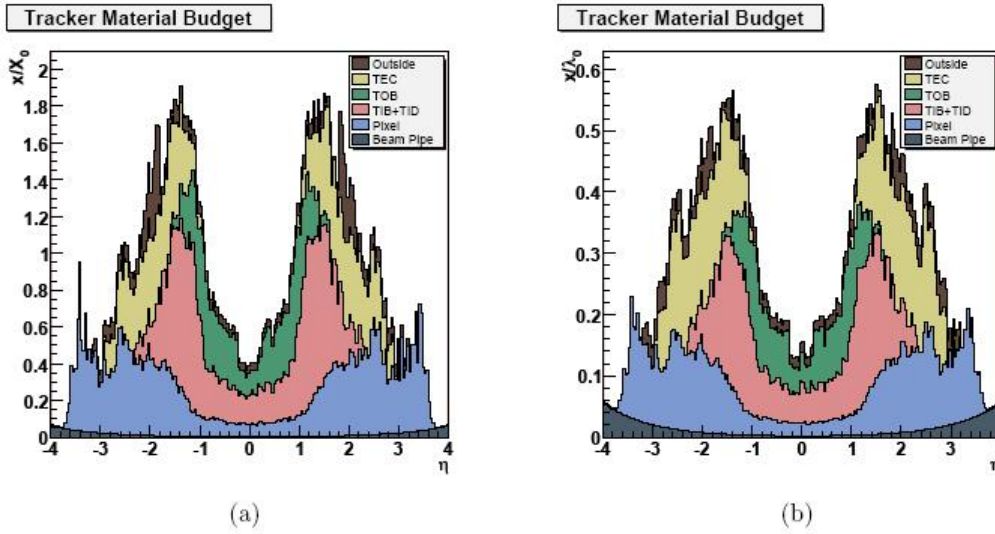 Tracker Material Budget
x/X0
2
1.8
1.6
1.4
1.2
1
0.8
0.6
0.4
0.2
0
-4 -3 -2 -1 0 1 2 3 4
η
Outside
TEC
TOB
TIB+TID
Pixel
Beam Pipe
(a)
Tracker Material Budget
x/λ0
0.6
0.5
0.4
0.3
0.2
0.1
0
-4 -3 -2 -1 0 1 2 3
η
Outside
TEC
TOB
TIB+TID
Pixel
Beam Pipe
(b)